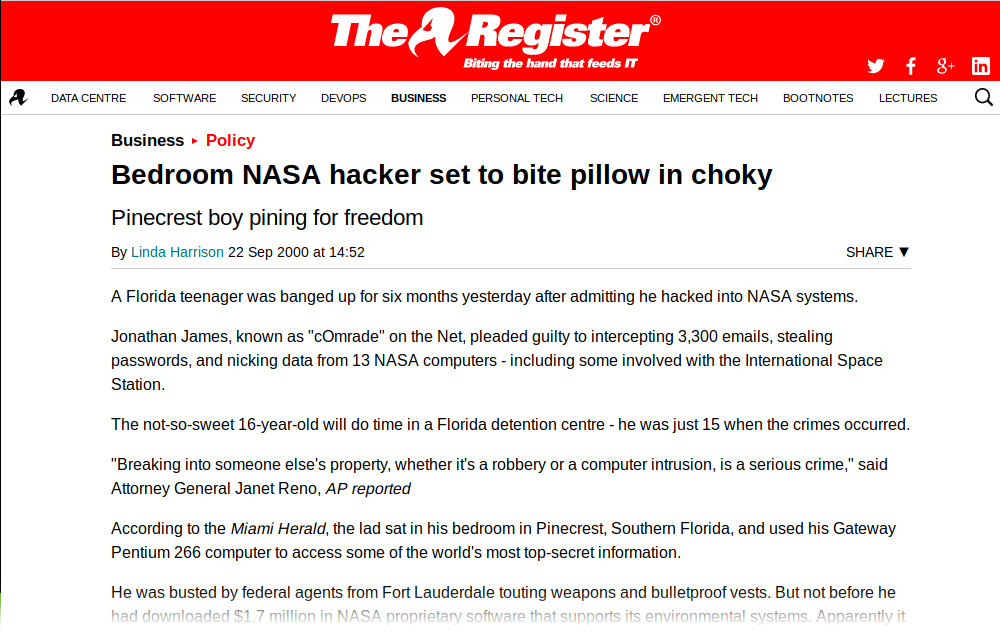 The Register®
Biting the hand that feeds IT
DATA CENTRE SOFTWARE SECURITY DEVOPS BUSINESS PERSONAL TECH SCIENCE EMERGENT TECH BOOTNOTES LECTURES
Business ▸ Policy
Bedroom NASA hacker set to bite pillow in choky
Pinecrest boy pining for freedom
By Linda Harrison 22 Sep 2000 at 14:52 SHARE ▼
A Florida teenager was banged up for six months yesterday after admitting he hacked into NASA systems.
Jonathan James, known as "cOmrade" on the Net, pleaded guilty to intercepting 3,300 emails, stealing
passwords, and nicking data from 13 NASA computers - including some involved with the International Space
Station.
The not-so-sweet 16-year-old will do time in a Florida detention centre - he was just 15 when the crimes occurred.
"Breaking into someone else's property, whether it's a robbery or a computer intrusion, is a serious crime," said
Attorney General Janet Reno, AP reported
According to the Miami Herald, the lad sat in his bedroom in Pinecrest, Southern Florida, and used his Gateway
Pentium 266 computer to access some of the world's most top-secret information.
He was busted by federal agents from Fort Lauderdale touting weapons and bulletproof vests. But not before he
had downloaded $1.7 million in NASA proprietary software that supports its environmental systems. Apparently it